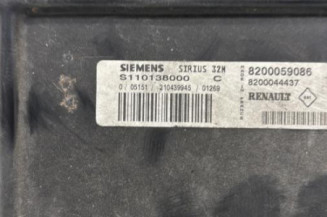 SIEMENS SIRIUS 32N
S110138000 C
0 / 05151 / 210439945 / 01269
8200059086
8200044437
RENAULT